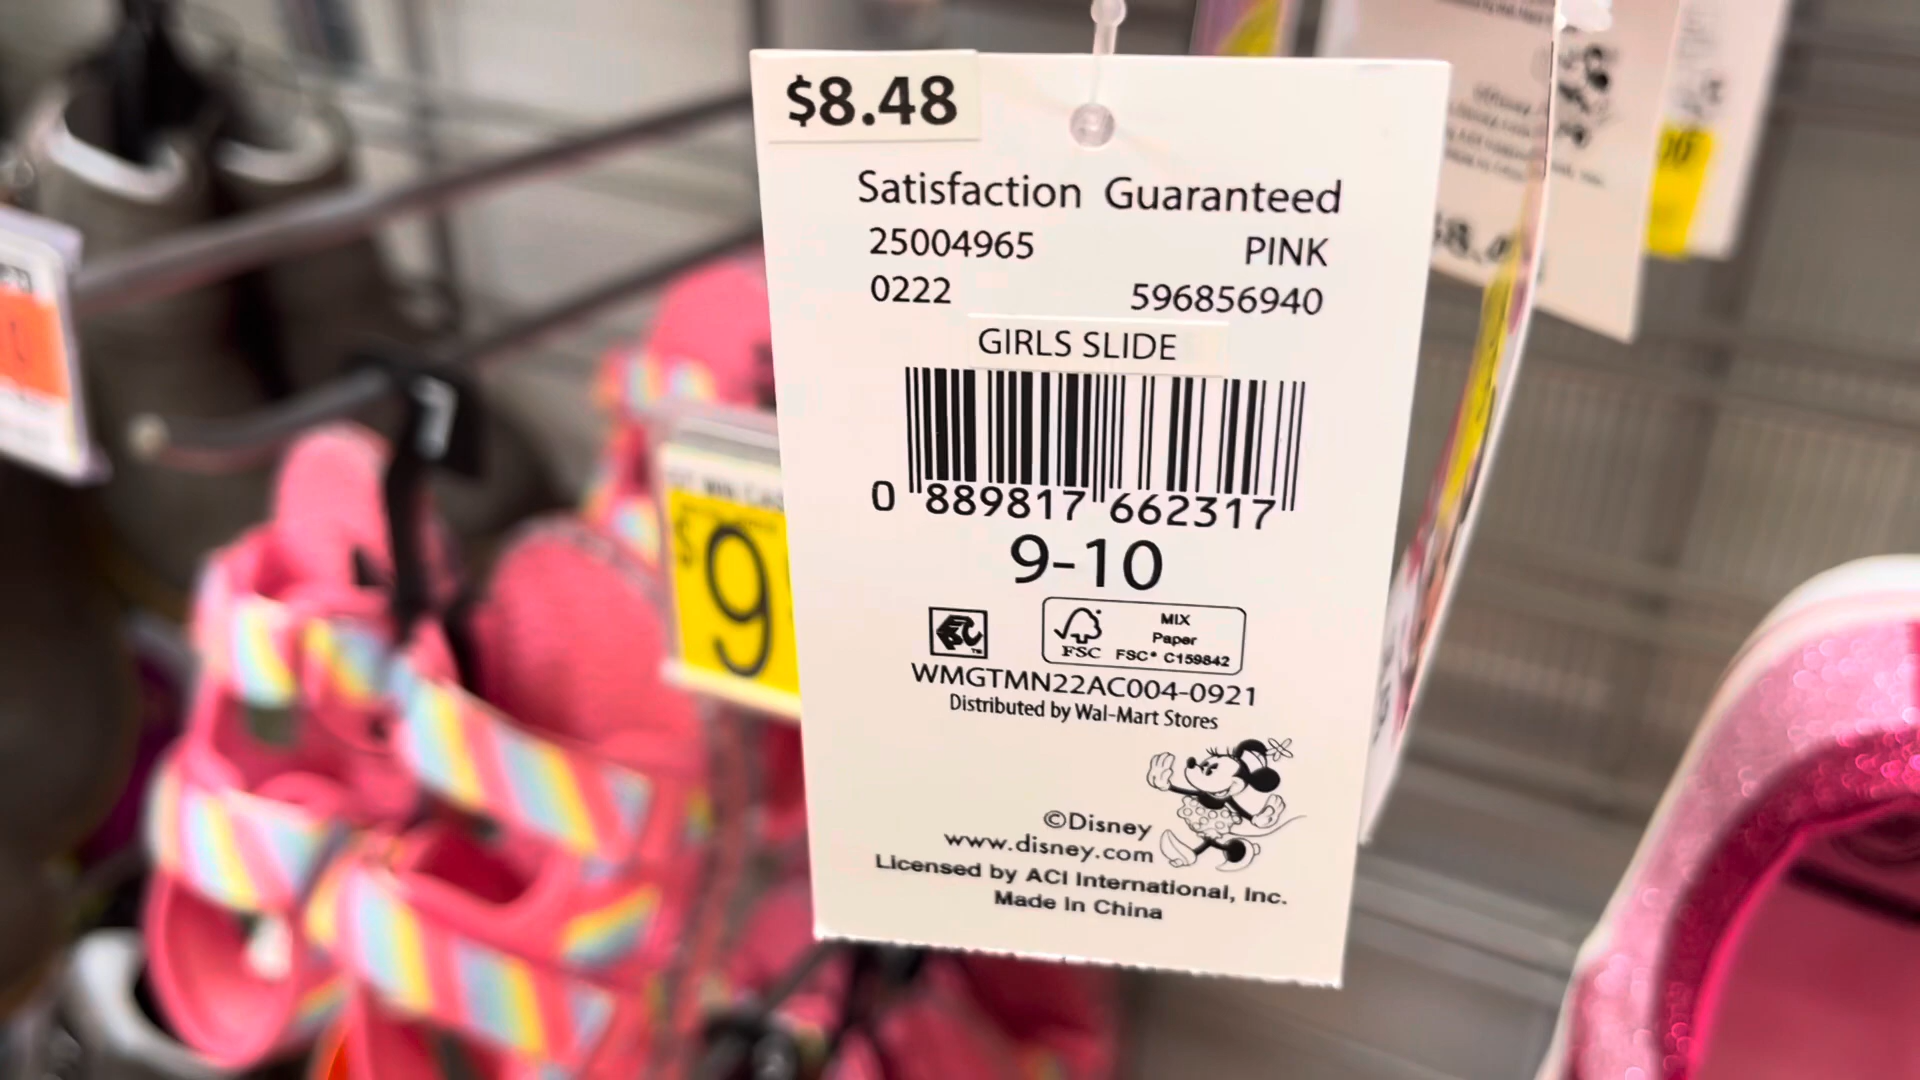 $8.48
Satisfaction Guaranteed
25004965 PINK
0222 596856940
GIRLS SLIDE
0 889817 662317
9-10
MIX
Paper
FSC FSC® C159842
WMGTMN22AC004-0921
Distributed by Wal-Mart Stores
©Disney
www.disney.com
Licensed by ACI International, Inc.
Made In China
$9
7